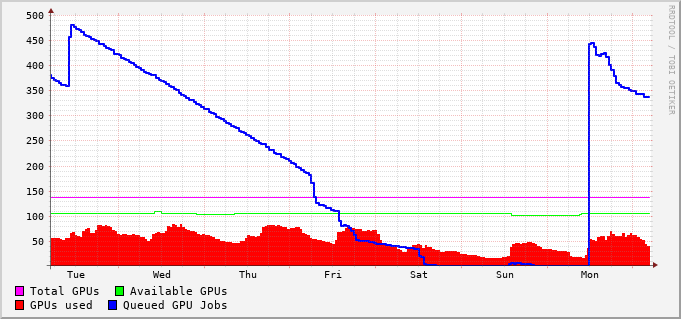 500
450
400
350
300
250
200
150
100
50
Tue Wed Thu Fri Sat Sun Mon
Total GPUs Available GPUs
GPUs used Queued GPU Jobs
RRDTOOL / TOBI OETIKER